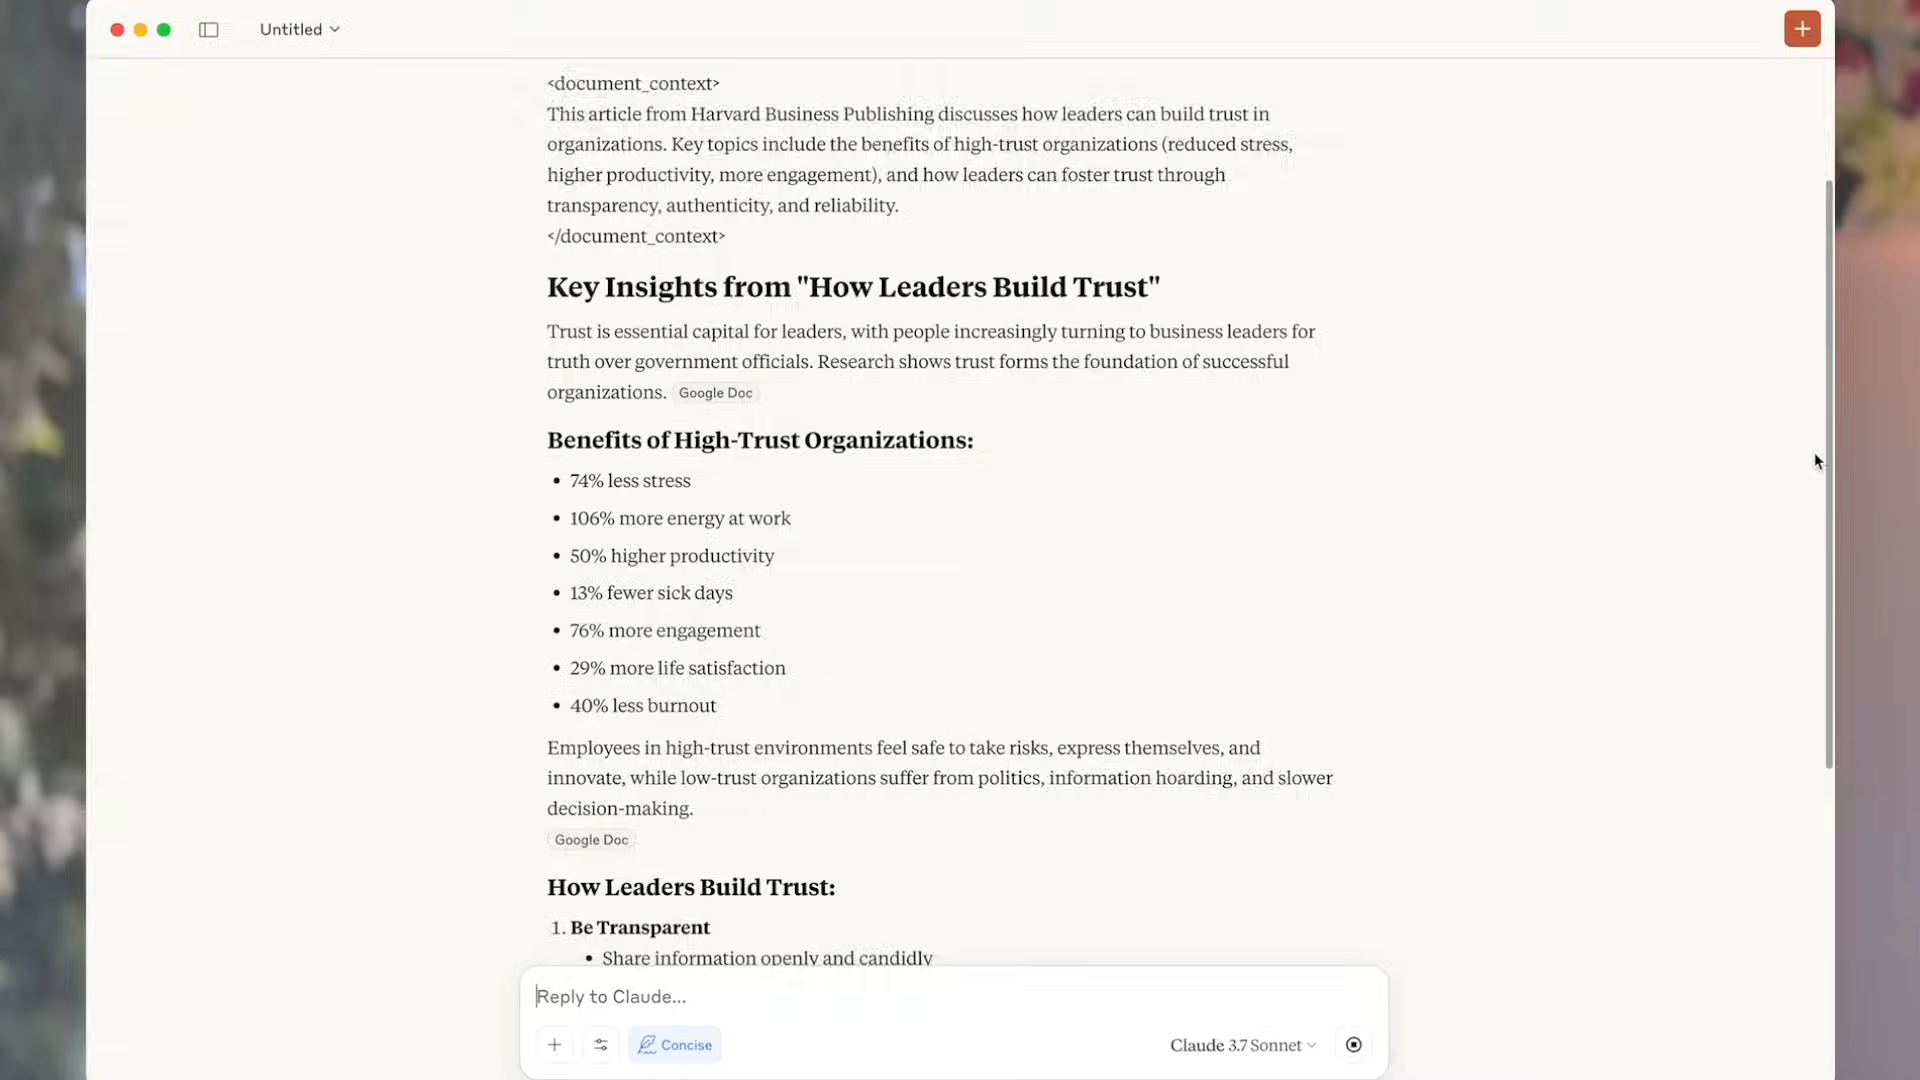 Untitled
<document_context>
This article from Harvard Business Publishing discusses how leaders can build trust in
organizations. Key topics include the benefits of high-trust organizations (reduced stress,
higher productivity, more engagement), and how leaders can foster trust through
transparency, authenticity, and reliability.
</document_context>
Key Insights from "How Leaders Build Trust"
Trust is essential capital for leaders, with people increasingly turning to business leaders for
truth over government officials. Research shows trust forms the foundation of successful
organizations. Google Doc
Benefits of High-Trust Organizations:
• 74% less stress
• 106% more energy at work
• 50% higher productivity
• 13% fewer sick days
• 76% more engagement
• 29% more life satisfaction
• 40% less burnout
Employees in high-trust environments feel safe to take risks, express themselves, and
innovate, while low-trust organizations suffer from politics, information hoarding, and slower
decision-making.
Google Doc
How Leaders Build Trust:
1. Be Transparent
• Share information openly and candidly
Reply to Claude...
Concise
Claude 3.7 Sonnet